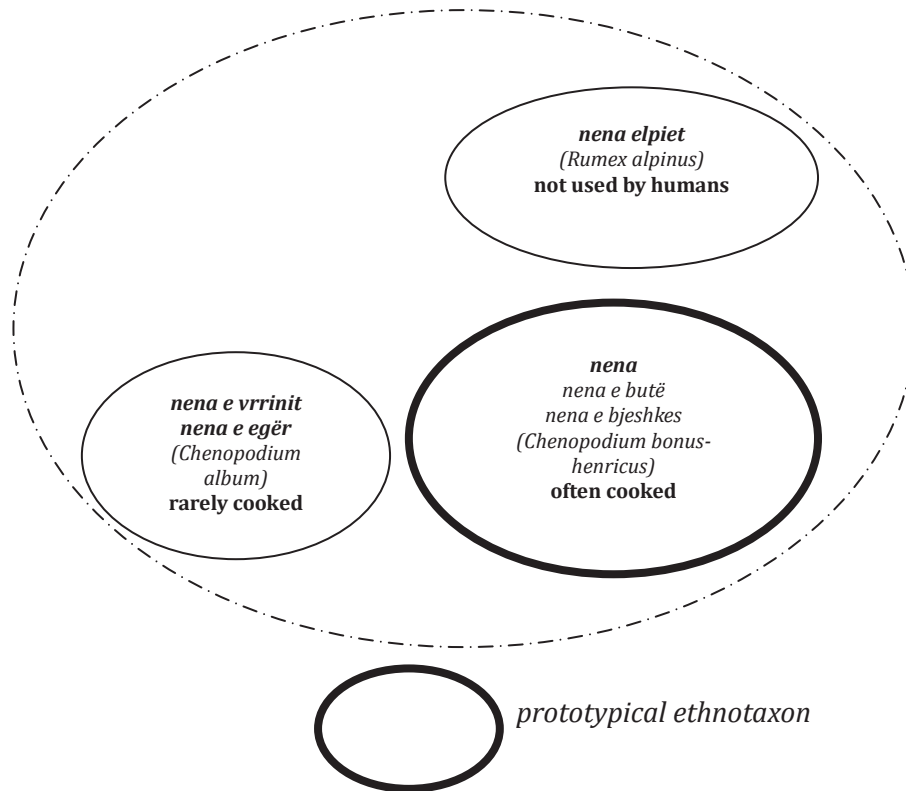 nena elpiet
(Rumex alpinus)
not used by humans
nena e vrrinit
nena e egër
(Chenopodium
album)
rarely cooked
nena
nena e butë
nena e bjeshkes
(Chenopodium bonus-
henricus)
often cooked
prototypical ethnotaxon